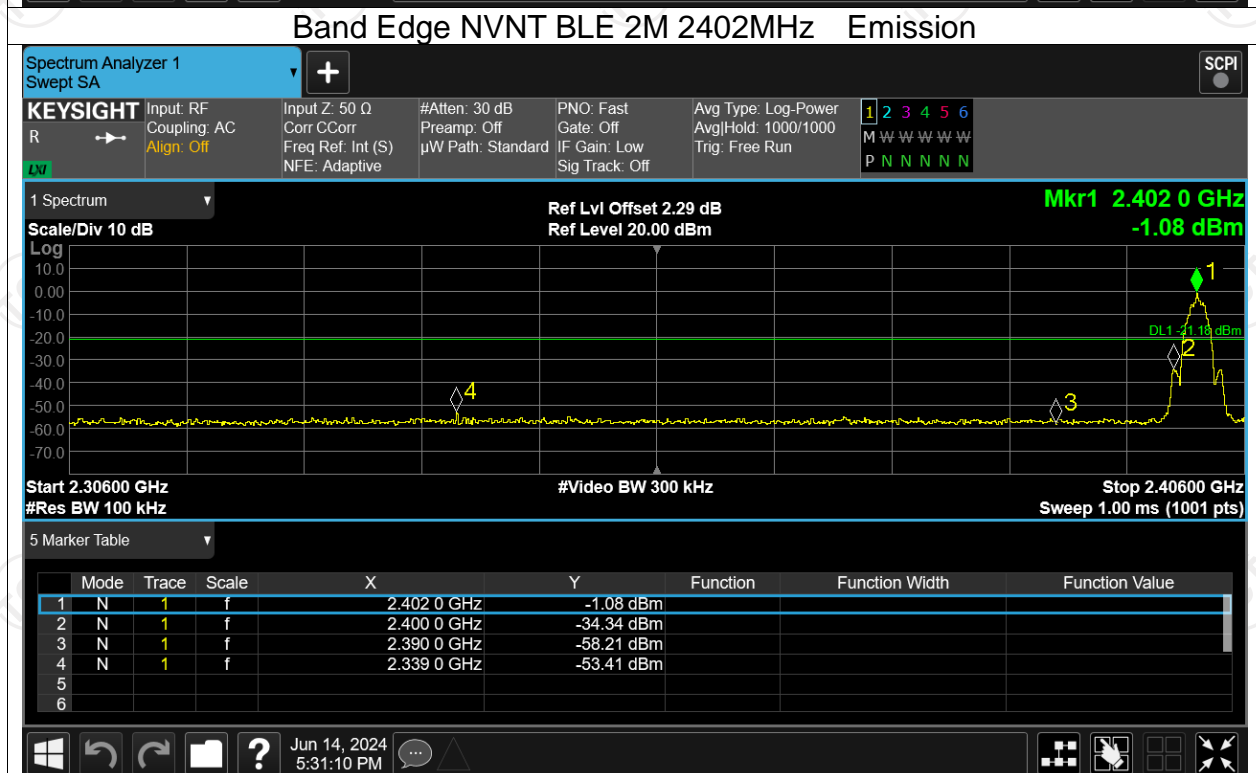 Band Edge NVNT BLE 2M 2402MHz Emission
Spectrum Analyzer 1
Swept SA
+
SCPI
KEYSIGHT
R
LXI
Input: RF
Coupling: AC
Align: Off
Input Z: 50 Ω
Corr CCorr
Freq Ref: Int (S)
NFE: Adaptive
#Atten: 30 dB
Preamp: Off
µW Path: Standard
PNO: Fast
Gate: Off
IF Gain: Low
Sig Track: Off
Avg Type: Log-Power
Avg|Hold: 1000/1000
Trig: Free Run
1 2 3 4 5 6
M W W W W W
P N N N N N
1 Spectrum
Scale/Div 10 dB
Ref Lvl Offset 2.29 dB
Ref Level 20.00 dBm
Mkr1 2.402 0 GHz
-1.08 dBm
Log
10.0
0.00
-10.0
-20.0
-30.0
-40.0
-50.0
-60.0
-70.0
1
DL1 -21.18 dBm
2
4
3
Start 2.30600 GHz
#Video BW 300 kHz
Stop 2.40600 GHz
#Res BW 100 kHz
Sweep 1.00 ms (1001 pts)
5 Marker Table
Mode Trace Scale X Y Function Function Width Function Value
1 N 1 f 2.402 0 GHz -1.08 dBm
2 N 1 f 2.400 0 GHz -34.34 dBm
3 N 1 f 2.390 0 GHz -58.21 dBm
4 N 1 f 2.339 0 GHz -53.41 dBm
5
6
?
Jun 14, 2024
5:31:10 PM